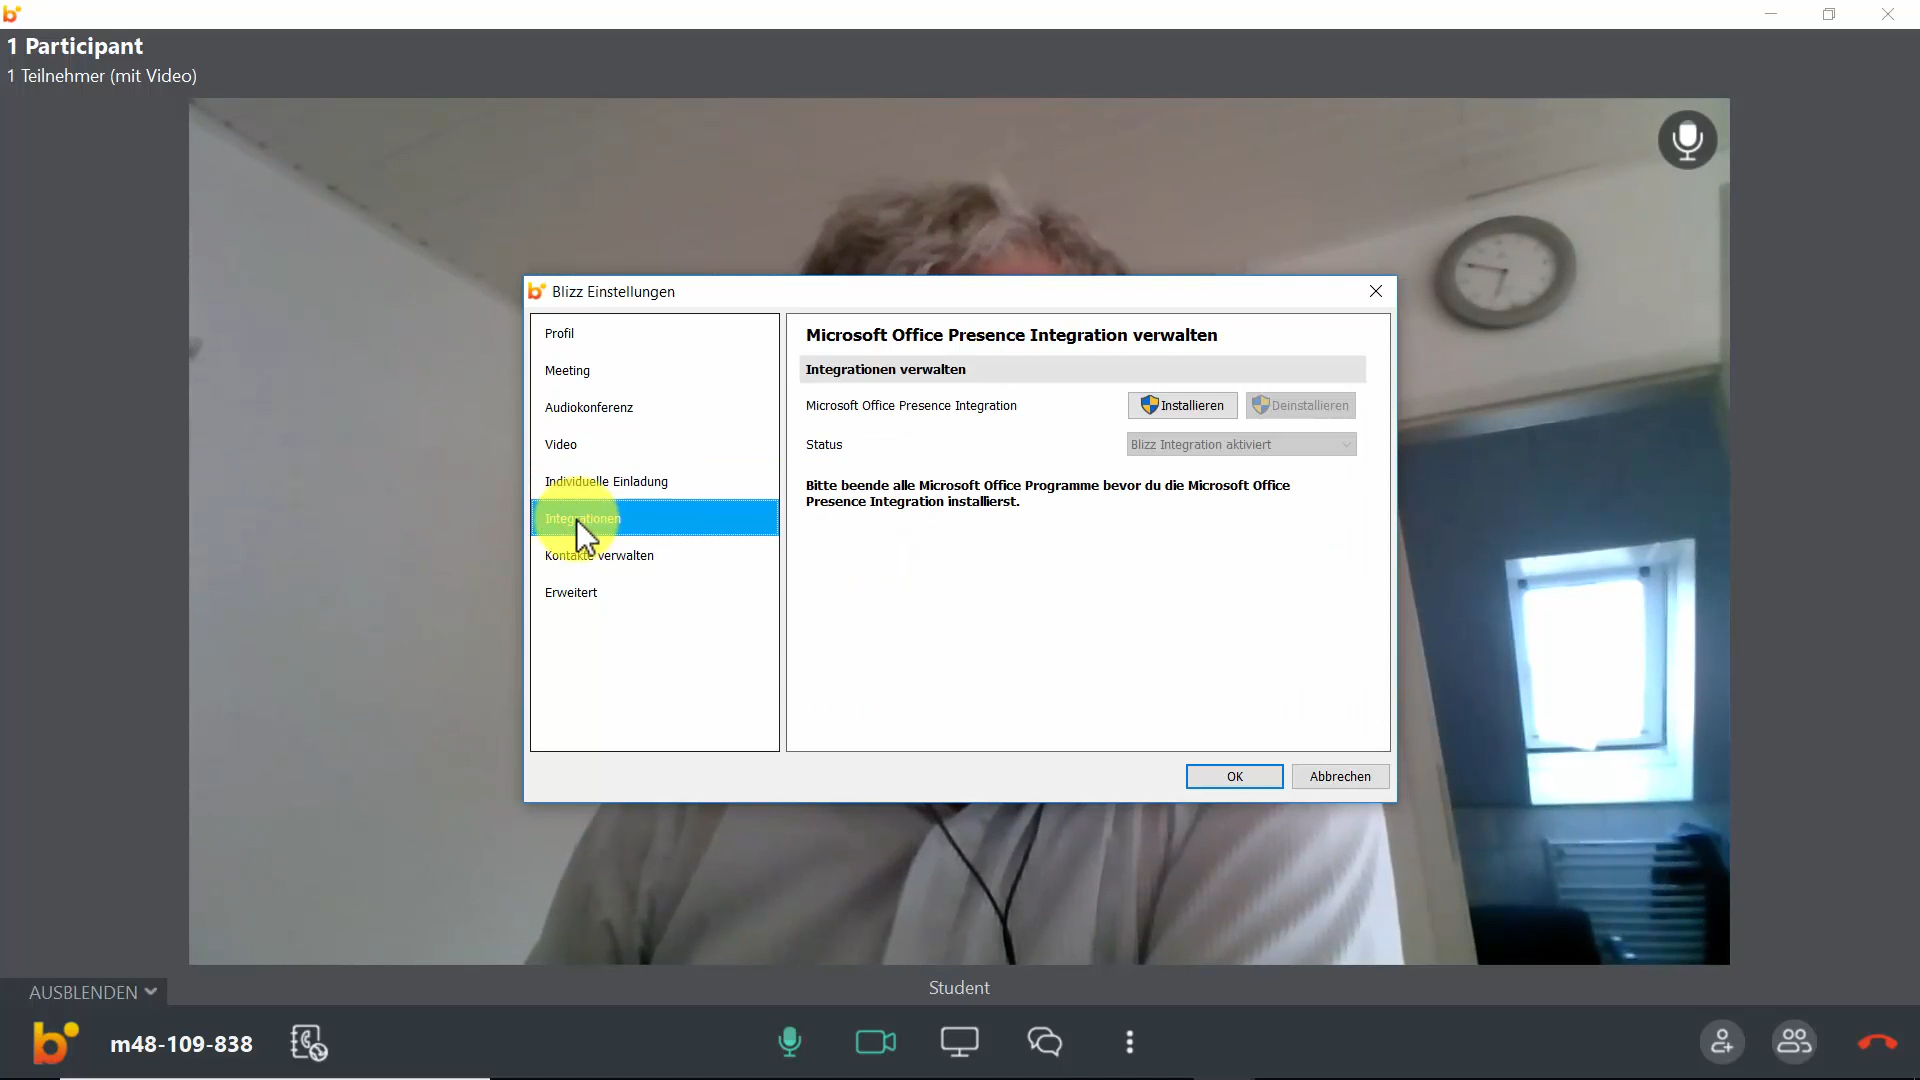 1 Participant
1 Teilnehmer (mit Video)
Blizz Einstellungen
Profil
Meeting
Audiokonferenz
Video
Individuelle Einladung
Integrationen
Kontakte verwalten
Erweitert
Microsoft Office Presence Integration verwalten
Integrationen verwalten
Microsoft Office Presence Integration
Installieren
Deinstallieren
Status
Blizz Integration aktiviert
Bitte beende alle Microsoft Office Programme bevor du die Microsoft Office
Presence Integration installierst.
OK
Abbrechen
AUSBLENDEN
Student
m48-109-838